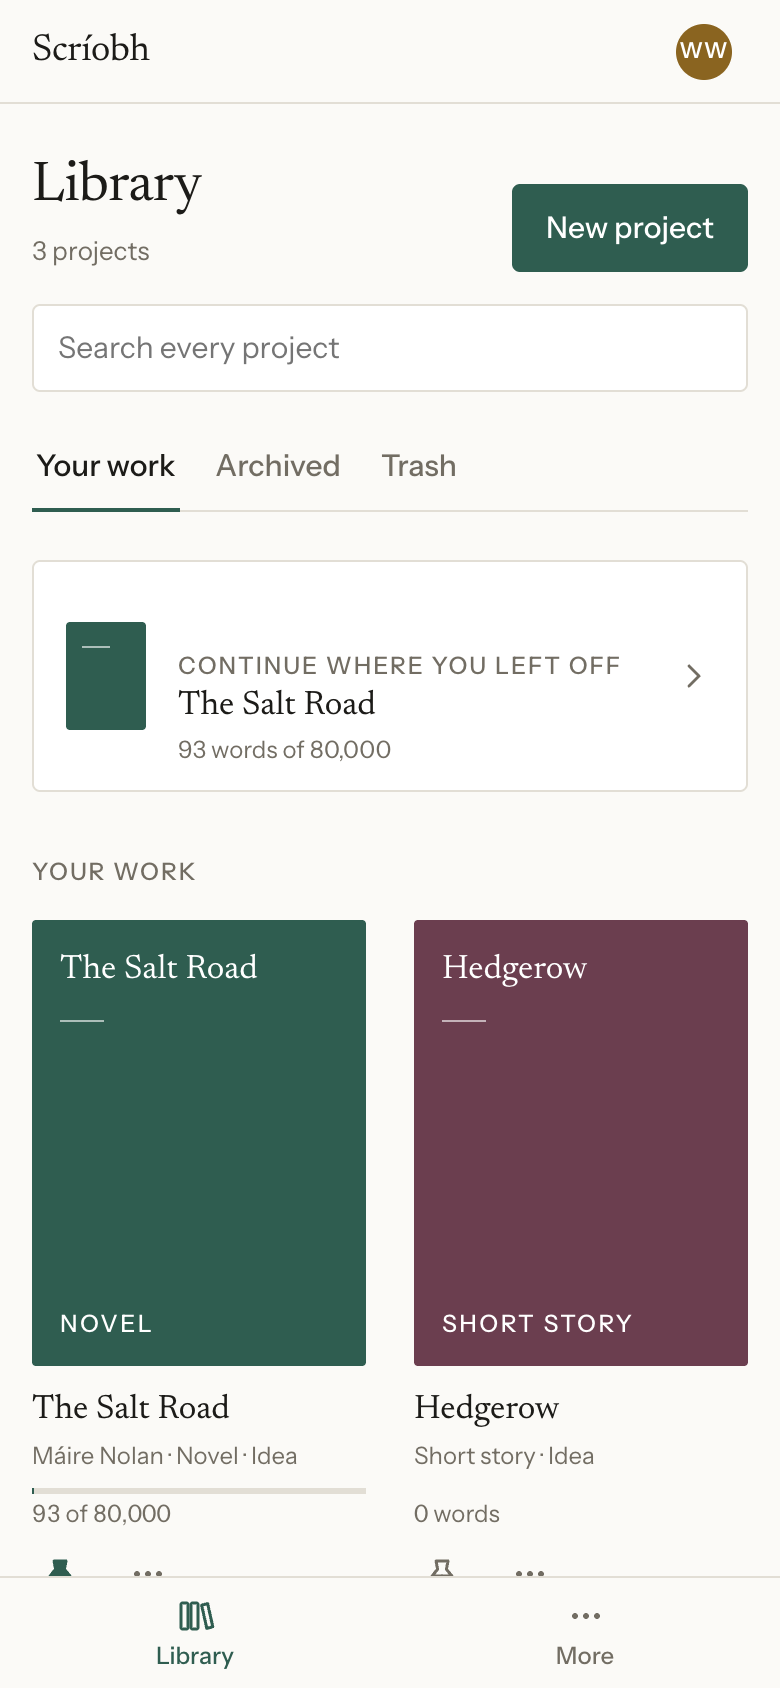 Scríobh
WW
Library
3 projects
New project
Search every project
Your work
Archived
Trash
CONTINUE WHERE YOU LEFT OFF
The Salt Road
93 words of 80,000
YOUR WORK
The Salt Road
NOVEL
Hedgerow
SHORT STORY
The Salt Road
Máire Nolan · Novel · Idea
93 of 80,000
Hedgerow
Short story · Idea
0 words
Library
More